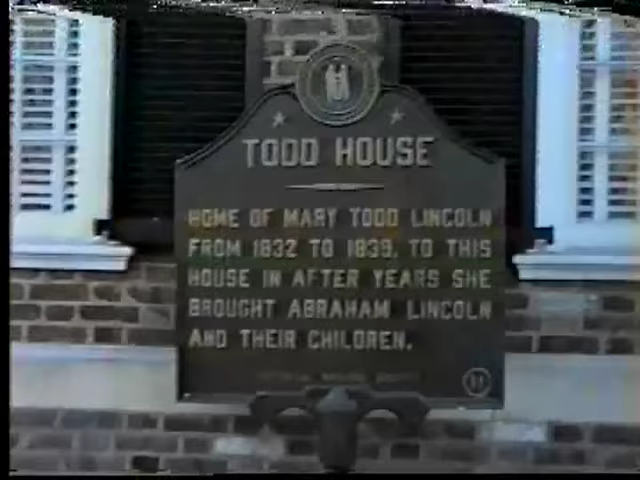 TODD HOUSE
HOME OF MARY TODD LINCOLN
FROM 1832 TO 1839. TO THIS
HOUSE IN AFTER YEARS SHE
BROUGHT ABRAHAM LINCOLN
AND THEIR CHILDREN.